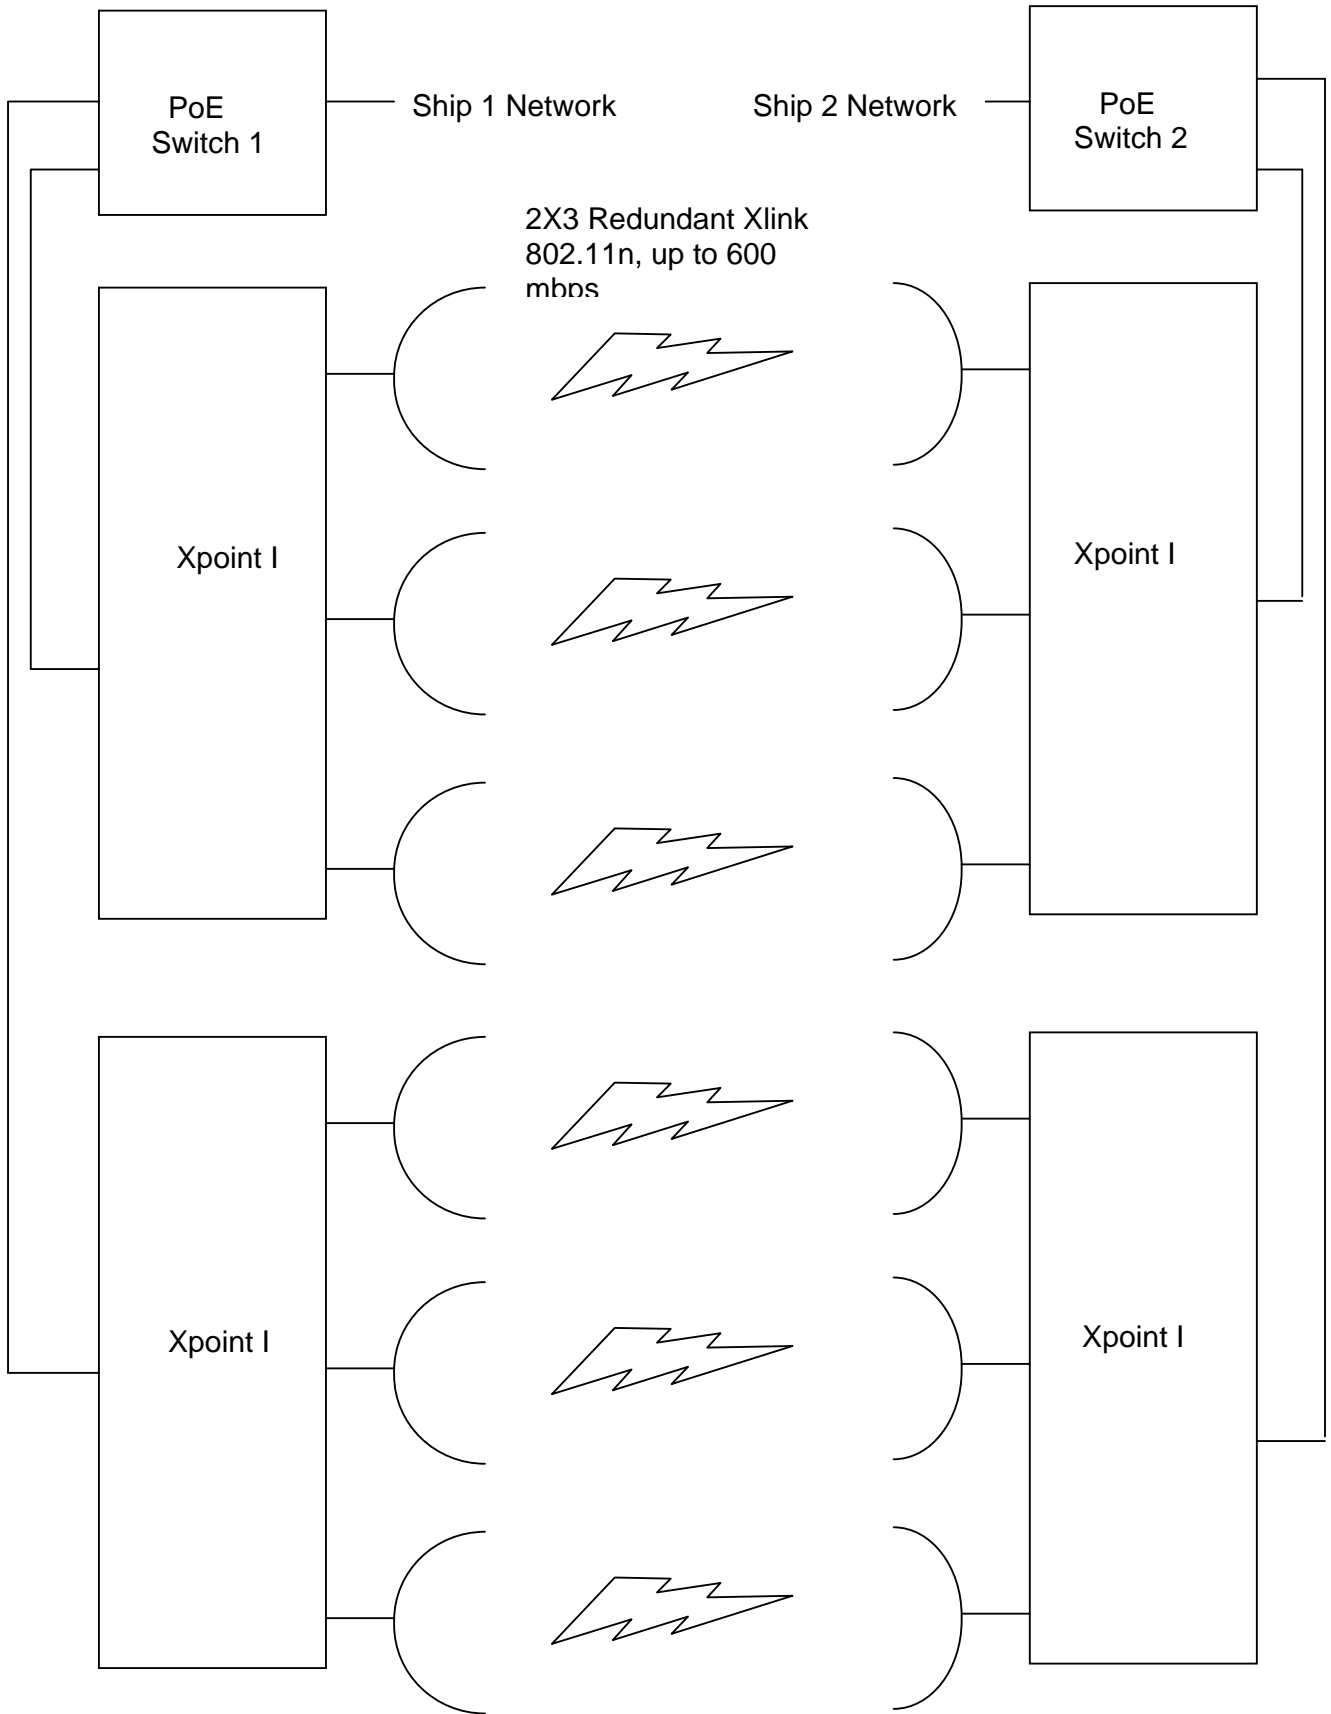 PoE
Switch 1
Ship 1 Network
Ship 2 Network
PoE
Switch 2
2X3 Redundant Xlink
802.11n, up to 600
mbps
Xpoint I
Xpoint I
Xpoint I
Xpoint I